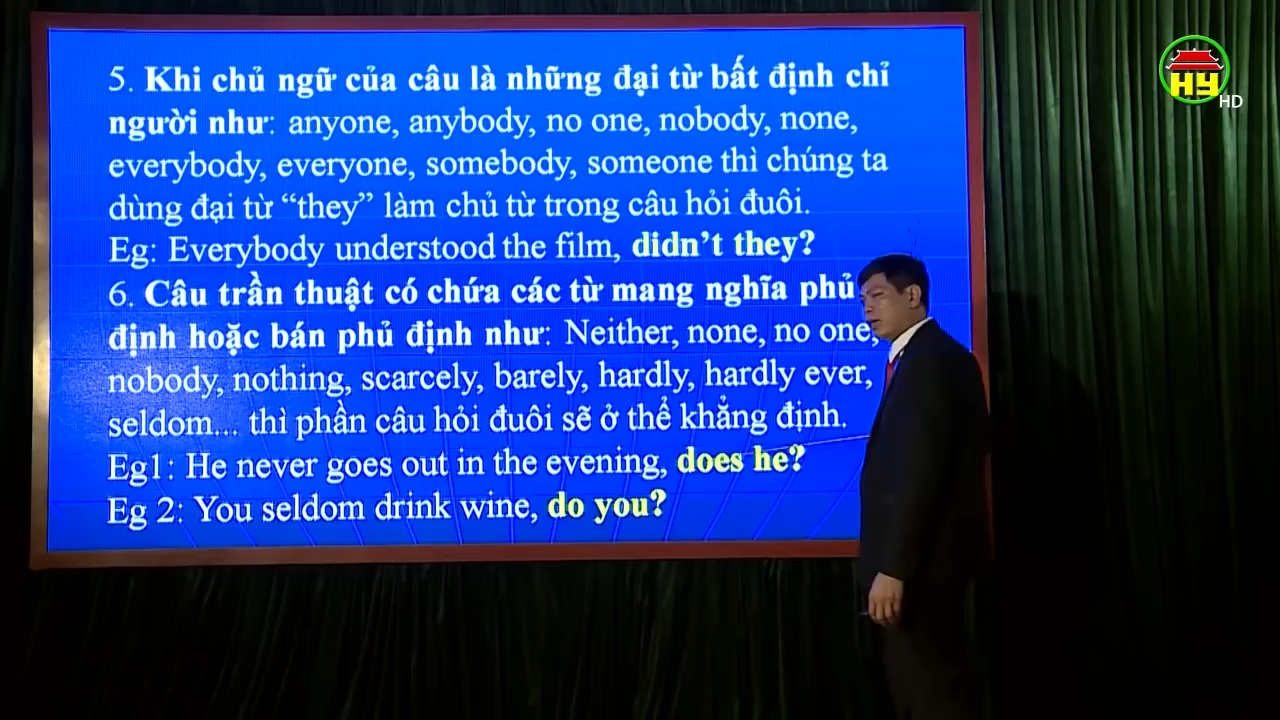 5. Khi chủ ngữ của câu là những đại từ bất định chỉ
người như: anyone, anybody, no one, nobody, none,
everybody, everyone, somebody, someone thì chúng ta
dùng đại từ “they” làm chủ từ trong câu hỏi đuôi.
Eg: Everybody understood the film, didn’t they?
6. Câu trần thuật có chứa các từ mang nghĩa phủ
định hoặc bán phủ định như: Neither, none, no one,
nobody, nothing, scarcely, barely, hardly, hardly ever,
seldom... thì phần câu hỏi đuôi sẽ ở thể khẳng định.
Eg1: He never goes out in the evening, does he?
Eg 2: You seldom drink wine, do you?
HY
HD